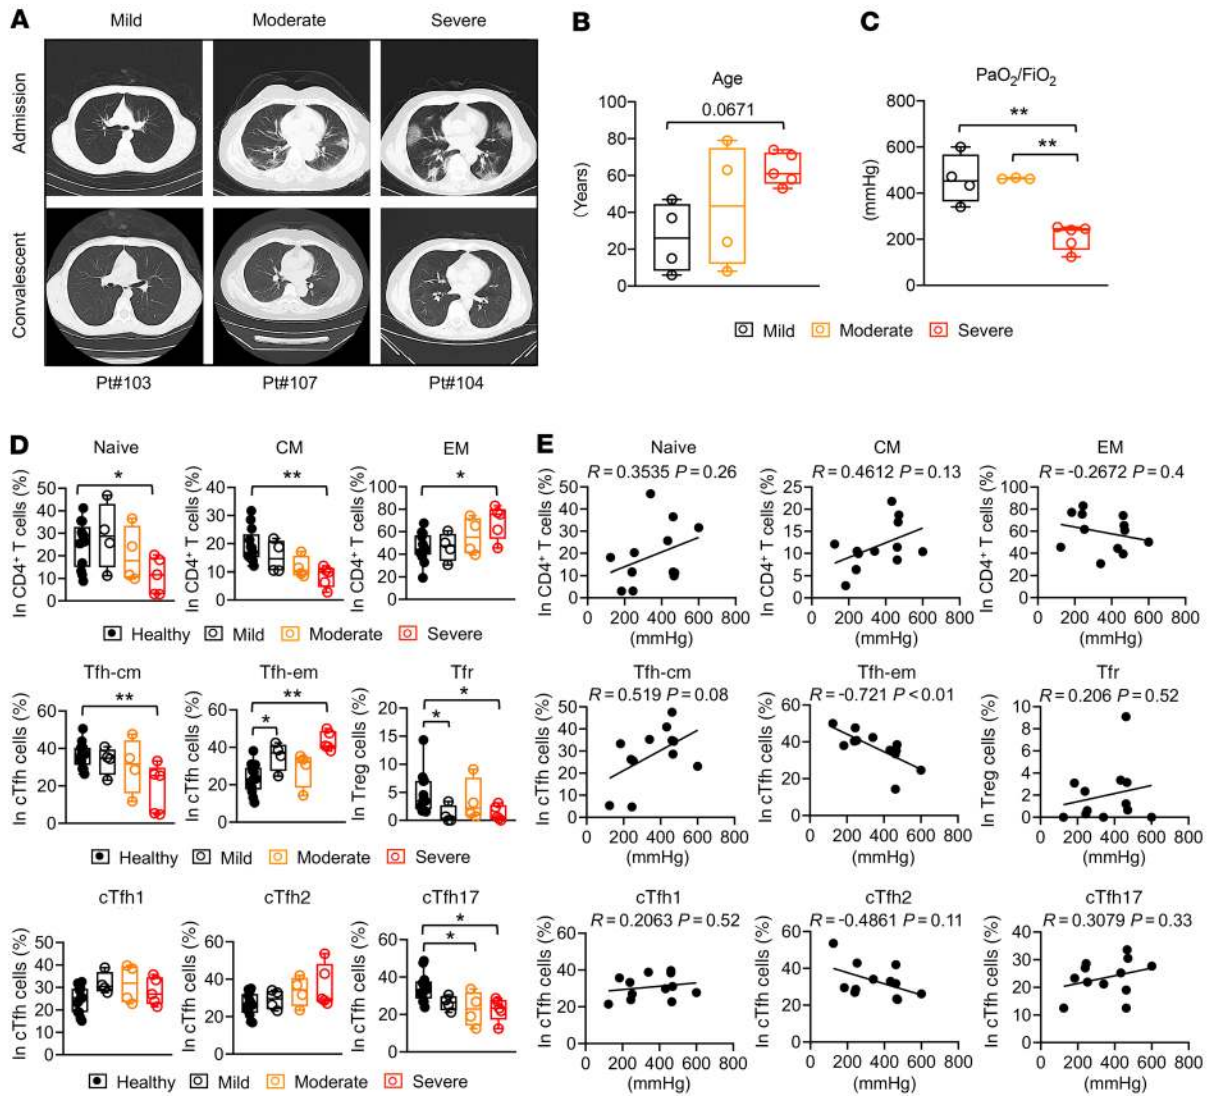 A
Mild Moderate Severe
Admission
Convalescent
Pt#103 Pt#107 Pt#104
B
Age
(Years)
100
80
60
40
20
0
0.0671
C
PaO2/FiO2
(mmHg)
800
600
400
200
0
**
**
Mild Moderate Severe
D
Naive
In CD4+ T cells (%)
50
40
30
20
10
0
*
CM
In CD4+ T cells (%)
40
30
20
10
0
**
EM
In CD4+ T cells (%)
100
80
60
40
20
0
*
Healthy Mild Moderate Severe
Tfh-cm
In cTfh cells (%)
60
40
20
0
**
Tfh-em
In cTfh cells (%)
60
40
20
0
**
*
Tfr
In Treg cells (%)
20
15
10
5
0
*
*
Healthy Mild Moderate Severe
cTfh1
In cTfh cells (%)
50
40
30
20
10
0
cTfh2
In cTfh cells (%)
60
40
20
0
cTfh17
In cTfh cells (%)
60
40
20
0
*
*
Healthy Mild Moderate Severe
E
Naive
R = 0.3535 P = 0.26
In CD4+ T cells (%)
50
40
30
20
10
0
0 200 400 600 800
(mmHg)
CM
R = 0.4612 P = 0.13
In CD4+ T cells (%)
25
20
15
10
5
0
0 200 400 600 800
(mmHg)
EM
R = -0.2672 P = 0.4
In CD4+ T cells (%)
100
80
60
40
20
0
0 200 400 600 800
(mmHg)
Tfh-cm
R = 0.519 P = 0.08
In cTfh cells (%)
50
40
30
20
10
0
0 200 400 600 800
(mmHg)
Tfh-em
R = -0.721 P < 0.01
In cTfh cells (%)
60
40
20
0
0 200 400 600 800
(mmHg)
Tfr
R = 0.206 P = 0.52
In Treg cells (%)
10
8
6
4
2
0
0 200 400 600 800
(mmHg)
cTfh1
R = 0.2063 P = 0.52
In cTfh cells (%)
60
40
20
0
0 200 400 600 800
(mmHg)
cTfh2
R = -0.4861 P = 0.11
In cTfh cells (%)
60
40
20
0
0 200 400 600 800
(mmHg)
cTfh17
R = 0.3079 P = 0.33
In cTfh cells (%)
40
30
20
10
0
0 200 400 600 800
(mmHg)